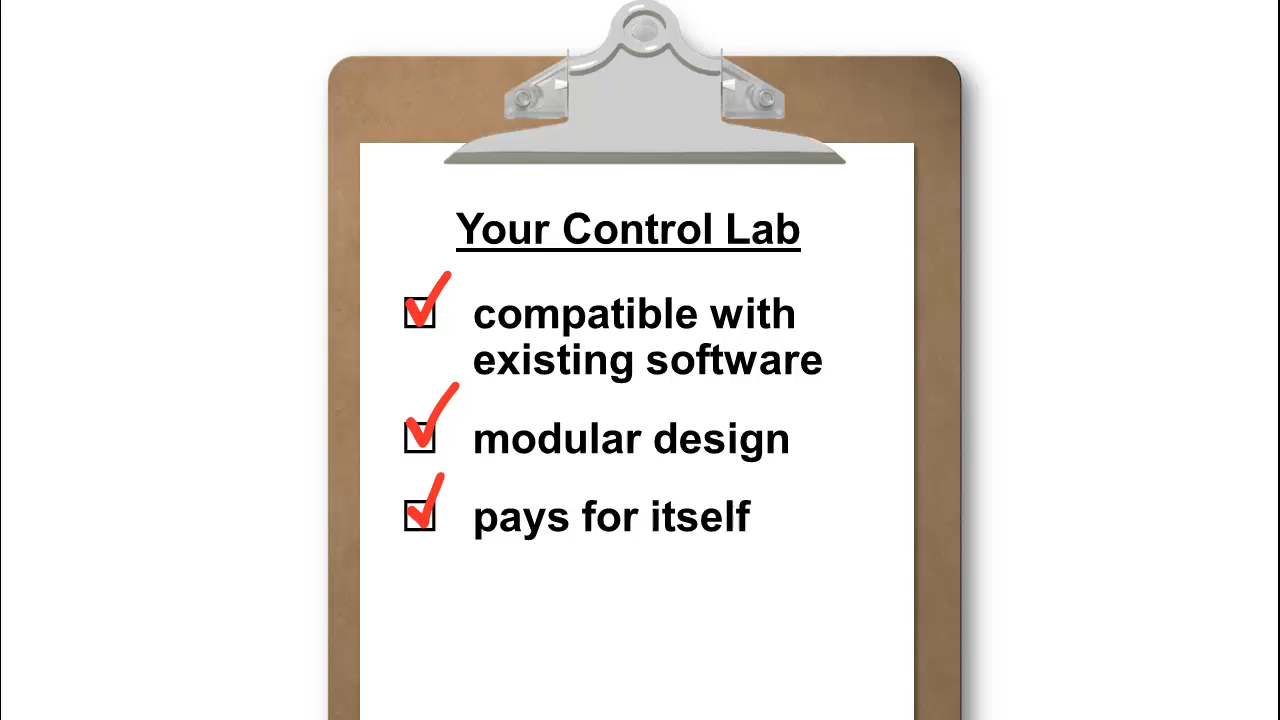 Your Control Lab
compatible with
existing software
modular design
pays for itself